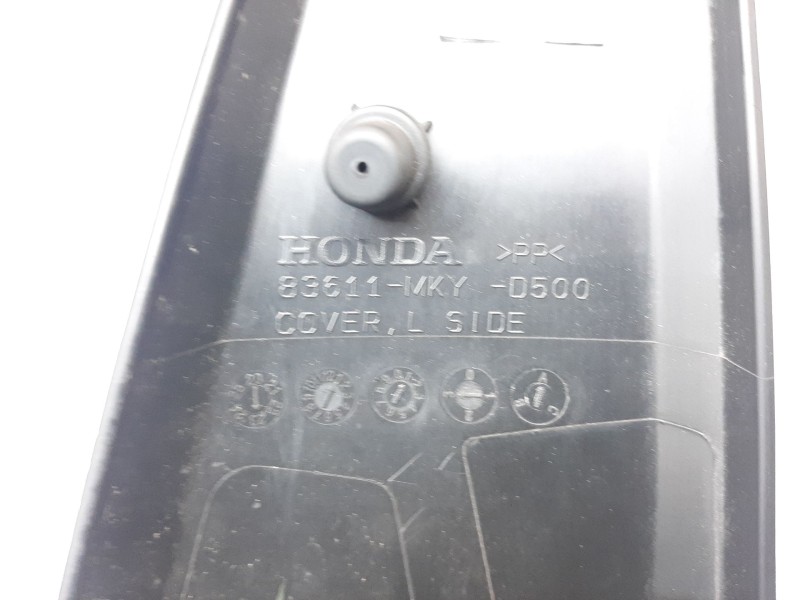 HONDA >PP<
83611-MKY -D500
COVER, L SIDE